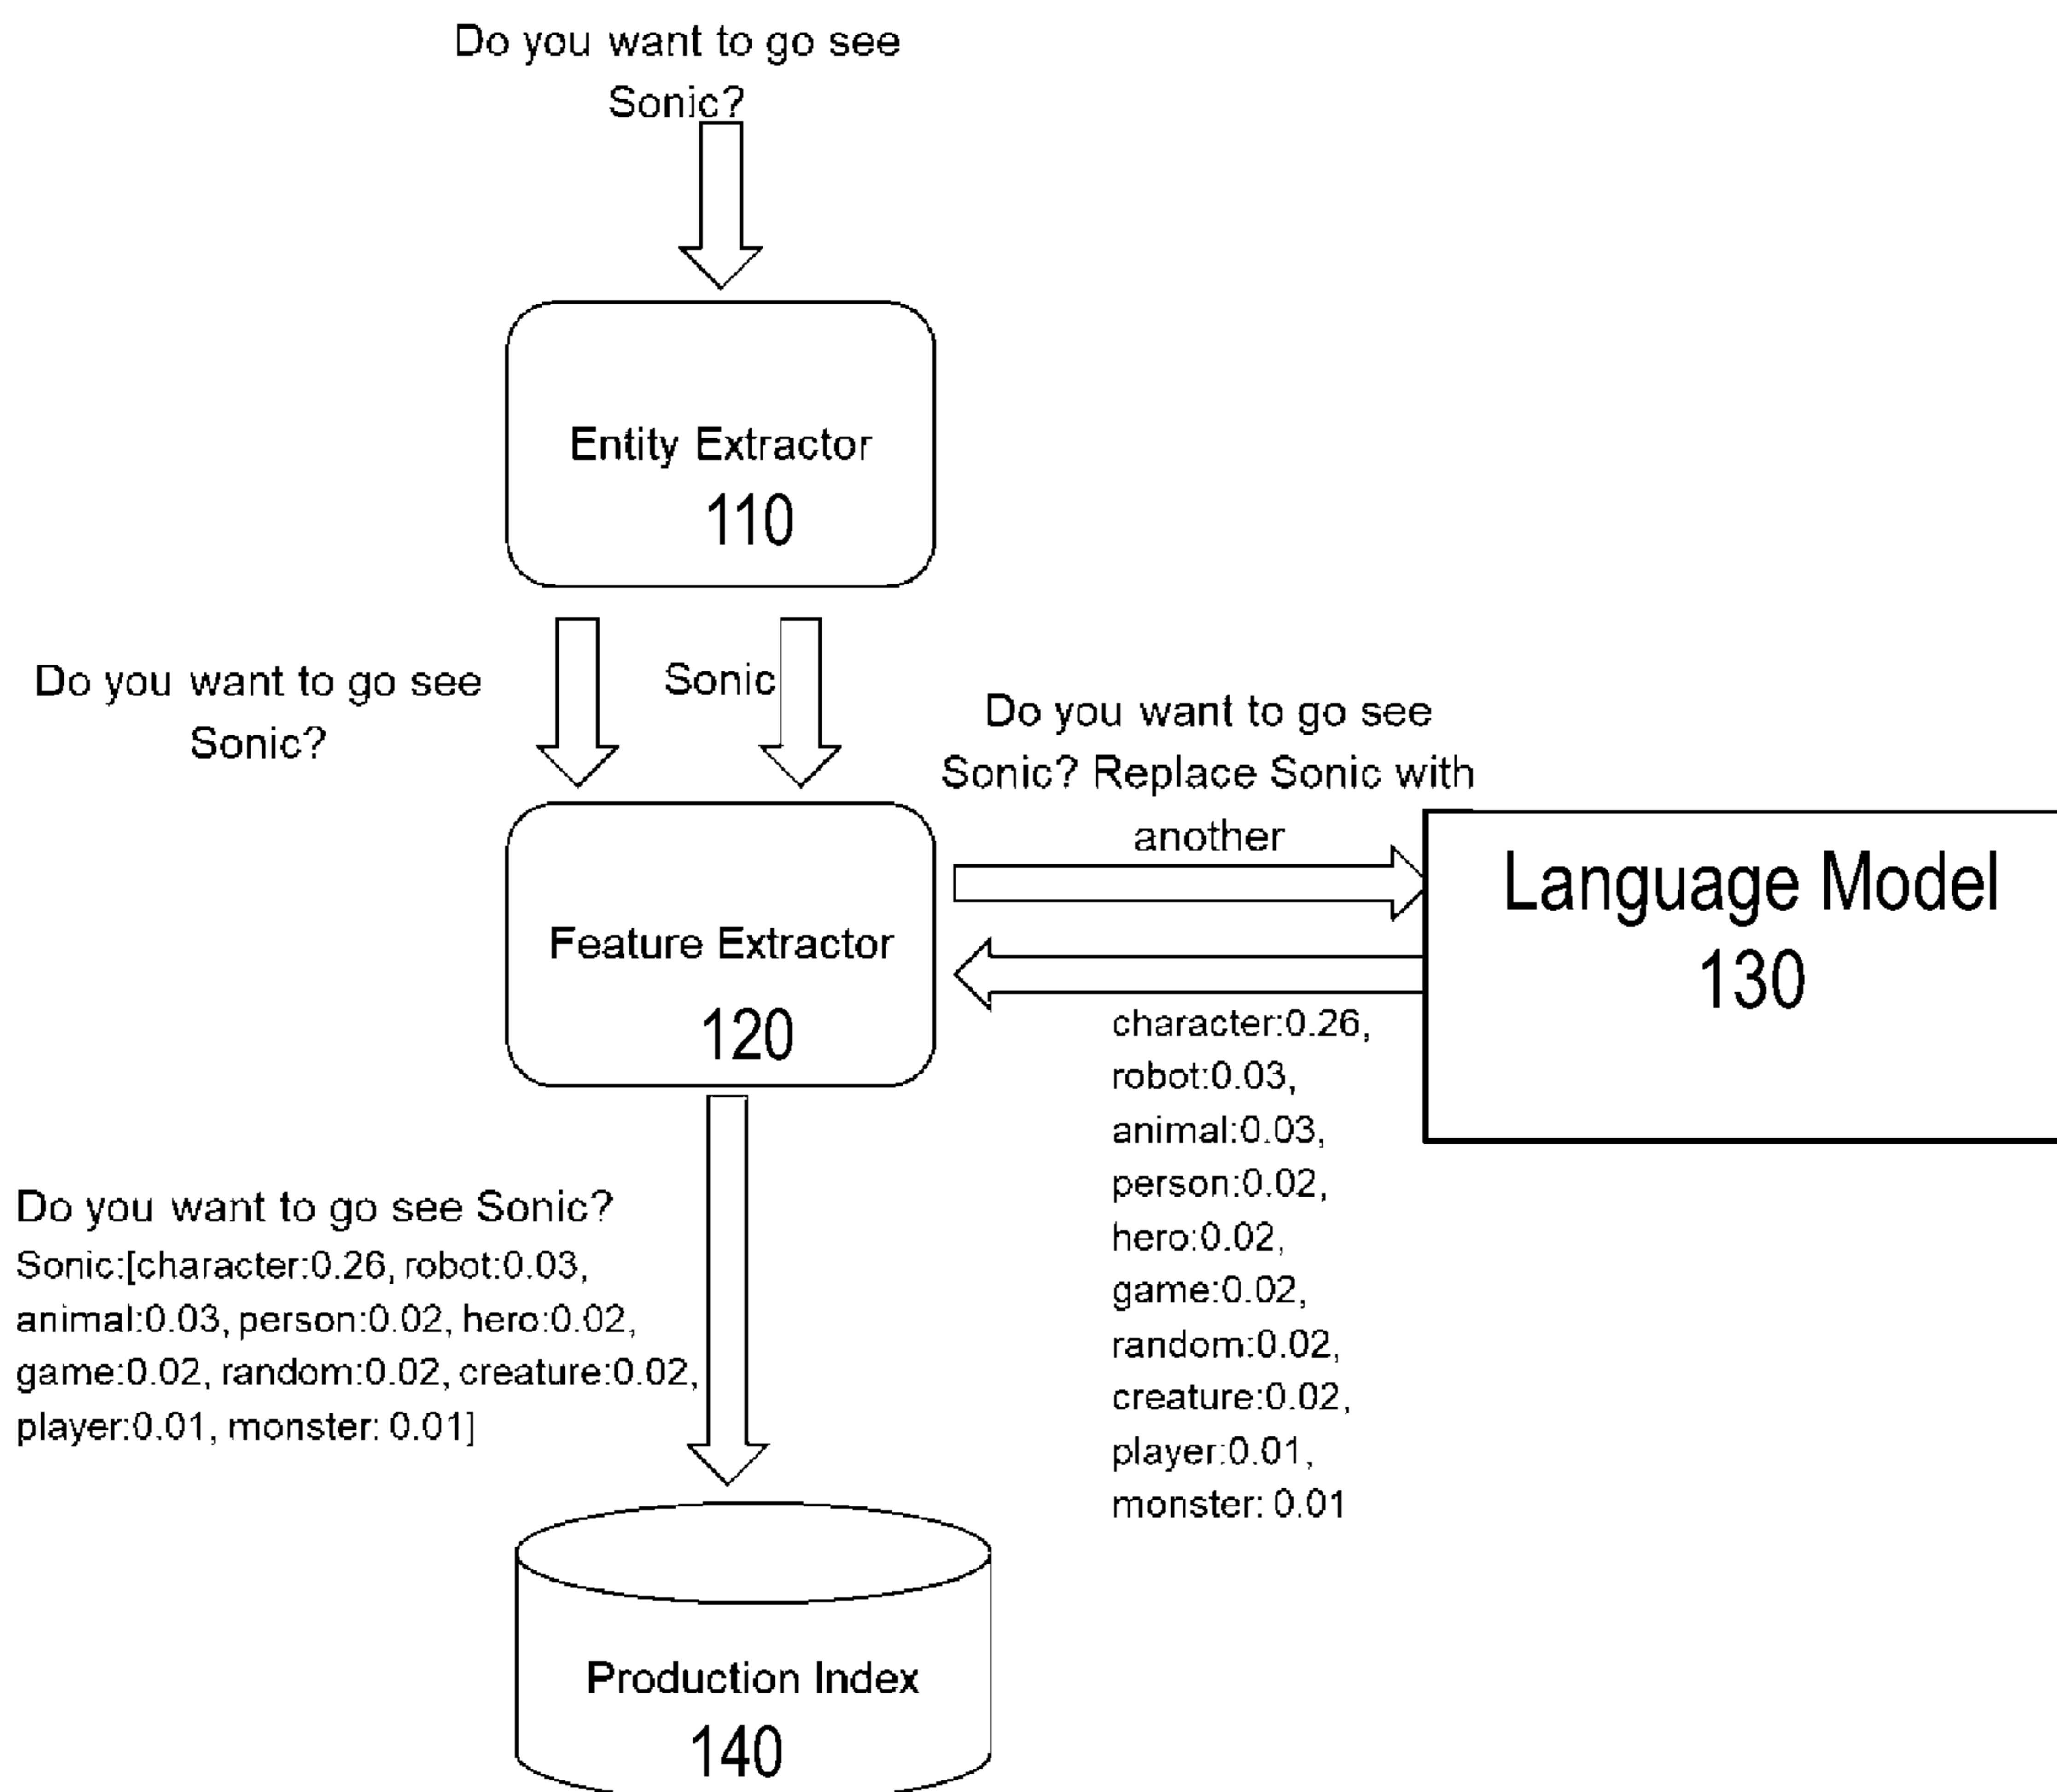 Do you want to go see
Sonic?
Entity Extractor
110
Do you want to go see
Sonic?
Sonic
Do you want to go see
Sonic? Replace Sonic with
another
Language Model
130
Feature Extractor
120
character:0.26,
robot:0.03,
animal:0.03,
person:0.02,
hero:0.02,
game:0.02,
random:0.02,
creature:0.02,
player:0.01,
monster: 0.01
Do you want to go see Sonic?
Sonic:[character:0.26, robot:0.03,
animal:0.03, person:0.02, hero:0.02,
game:0.02, random:0.02, creature:0.02,
player:0.01, monster: 0.01]
Production Index
140